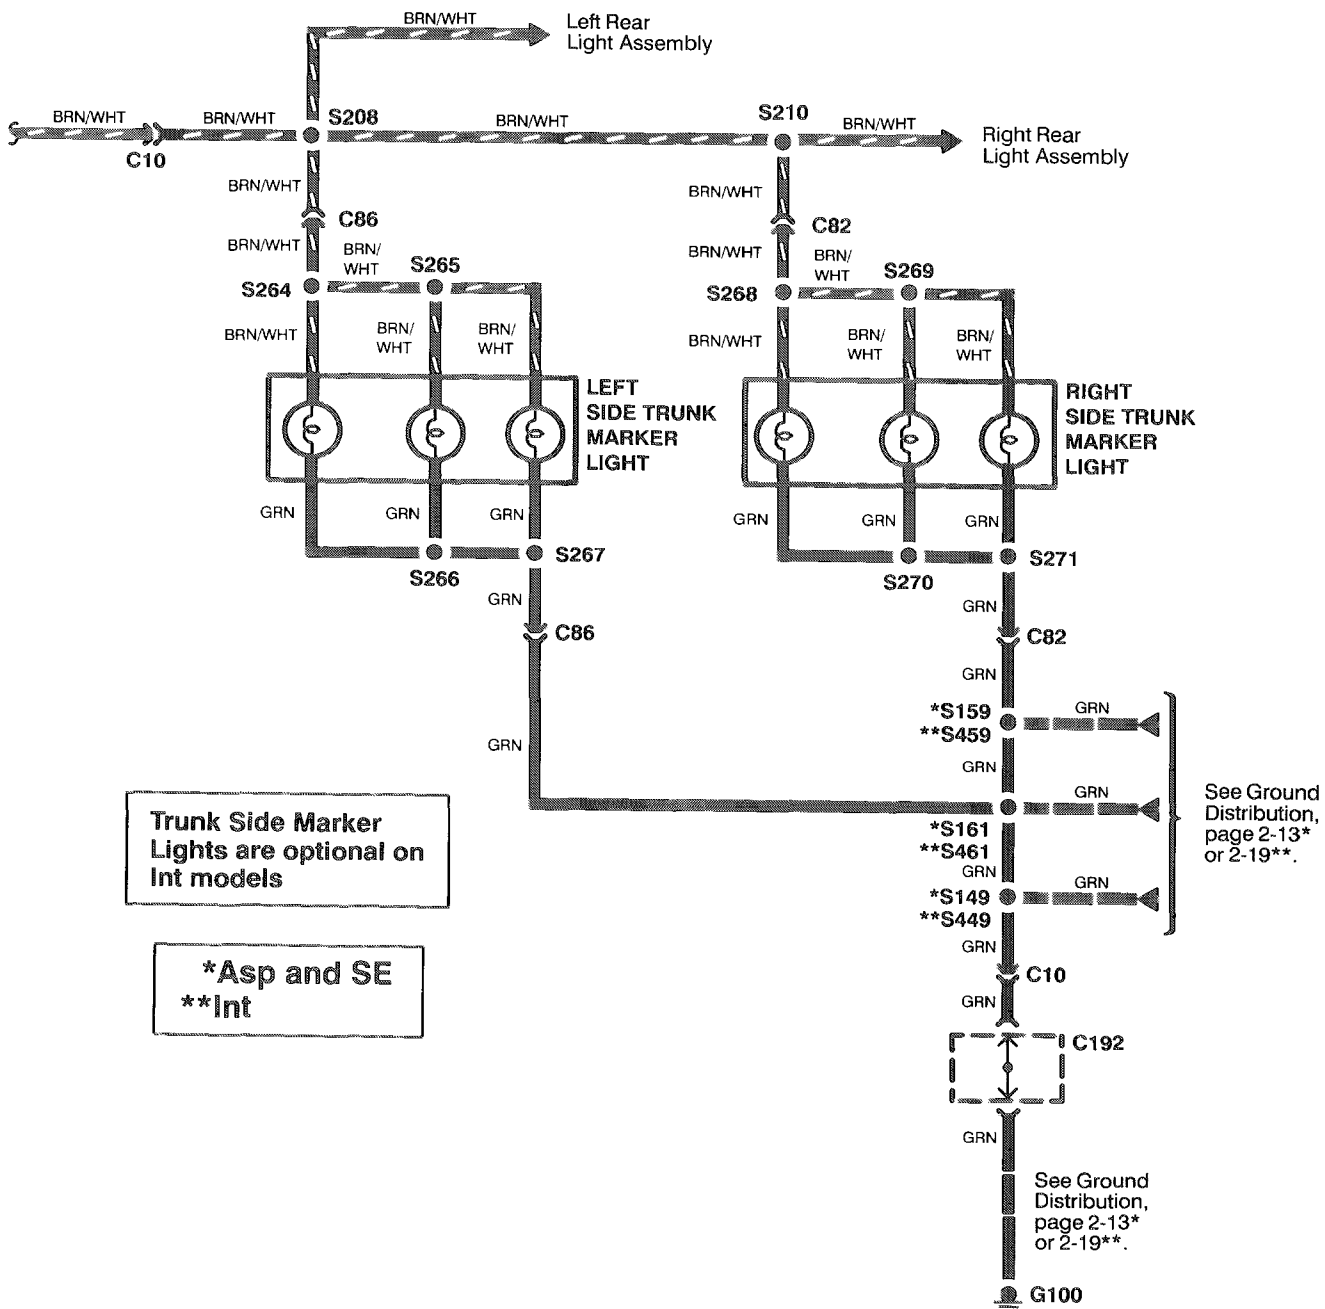 BRN/WHT
Left Rear
Light Assembly
BRN/WHT
BRN/WHT
S208
BRN/WHT
S210
BRN/WHT
Right Rear
Light Assembly
C10
BRN/WHT
BRN/WHT
C86
C82
BRN/WHT
BRN/
WHT
S265
BRN/WHT
BRN/
WHT
S269
S264
S268
BRN/WHT
BRN/
WHT
BRN/
WHT
BRN/WHT
BRN/
WHT
BRN/
WHT
LEFT
SIDE TRUNK
MARKER
LIGHT
RIGHT
SIDE TRUNK
MARKER
LIGHT
GRN
GRN
GRN
GRN
GRN
GRN
S267
S271
S266
S270
GRN
GRN
C86
C82
GRN
*S159
**S459
GRN
GRN
GRN
GRN
See Ground
Distribution,
page 2-13*
or 2-19**.
*S161
**S461
GRN
Trunk Side Marker
Lights are optional on
Int models
*S149
**S449
GRN
GRN
*Asp and SE
**Int
C10
GRN
C192
GRN
See Ground
Distribution,
page 2-13*
or 2-19**.
G100